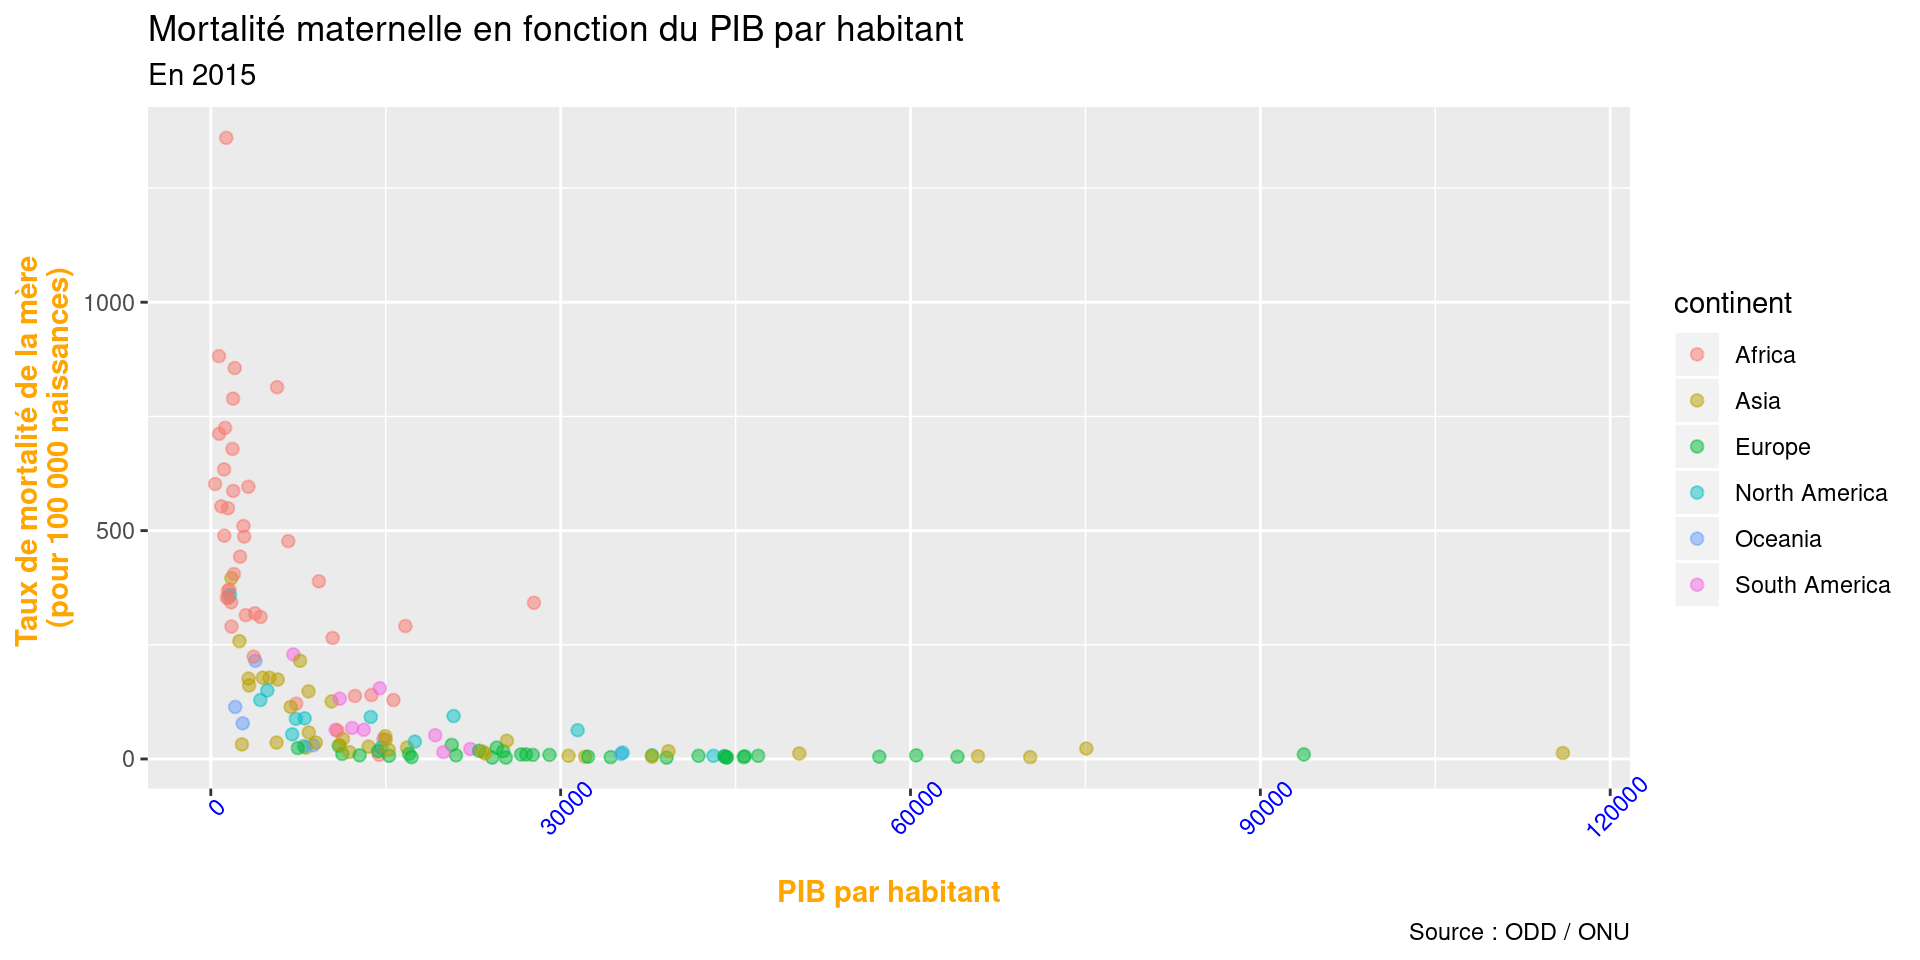 Mortalité maternelle en fonction du PIB par habitant
En 2015
Taux de mortalité de la mère
(pour 100 000 naissances)
1000
500
0
0
30000
60000
90000
120000
PIB par habitant
continent
Africa
Asia
Europe
North America
Oceania
South America
Source : ODD / ONU